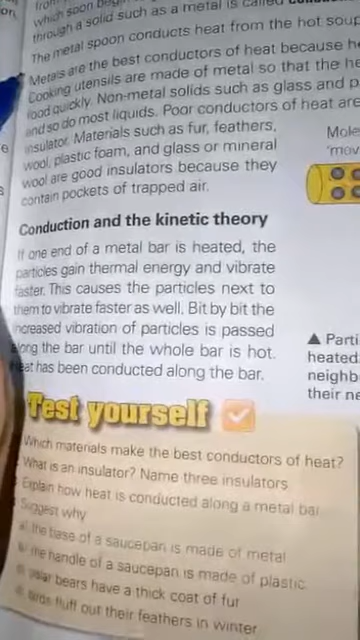 which soon beg
through a solid such as a metal is called
The metal spoon conducts heat from the hot soup
Metals are the best conductors of heat because he
Cooking utensils are made of metal so that the he
food quickly. Non-metal solids such as glass and p
and so do most liquids. Poor conductors of heat are
insulator. Materials such as fur, feathers,
wool, plastic foam, and glass or mineral
wool are good insulators because they
contain pockets of trapped air.
Conduction and the kinetic theory
If one end of a metal bar is heated, the
particles gain thermal energy and vibrate
faster. This causes the particles next to
them to vibrate faster as well. Bit by bit the
increased vibration of particles is passed
along the bar until the whole bar is hot.
Heat has been conducted along the bar.
Mole
'mov
▲ Parti
heated
neighb
their ne
Test yourself
Which materials make the best conductors of heat?
What is an insulator? Name three insulators
Explain how heat is conducted along a metal bar
Suggest why
a) the base of a saucepan is made of metal
b) the handle of a saucepan is made of plastic
c) polar bears have a thick coat of fur
d) birds fluff out their feathers in winter